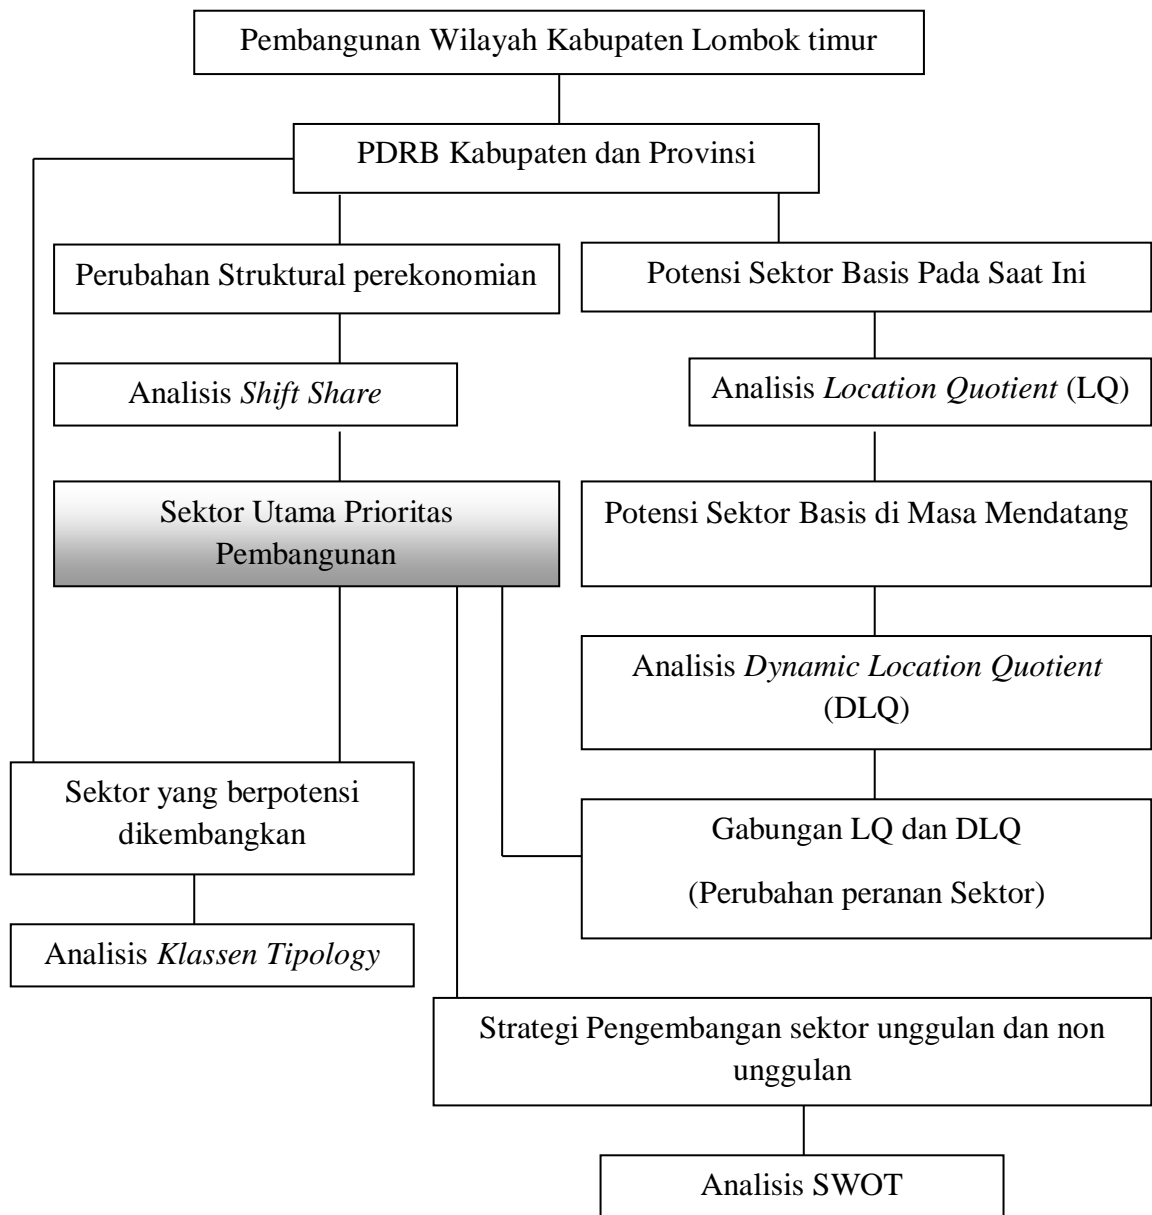 Pembangunan Wilayah Kabupaten Lombok timur
PDRB Kabupaten dan Provinsi
Perubahan Struktural perekonomian
Potensi Sektor Basis Pada Saat Ini
Analisis Shift Share
Analisis Location Quotient (LQ)
Sektor Utama Prioritas
Pembangunan
Potensi Sektor Basis di Masa Mendatang
Analisis Dynamic Location Quotient
(DLQ)
Sektor yang berpotensi
dikembangkan
Gabungan LQ dan DLQ
(Perubahan peranan Sektor)
Analisis Klassen Tipology
Strategi Pengembangan sektor unggulan dan non
unggulan
Analisis SWOT